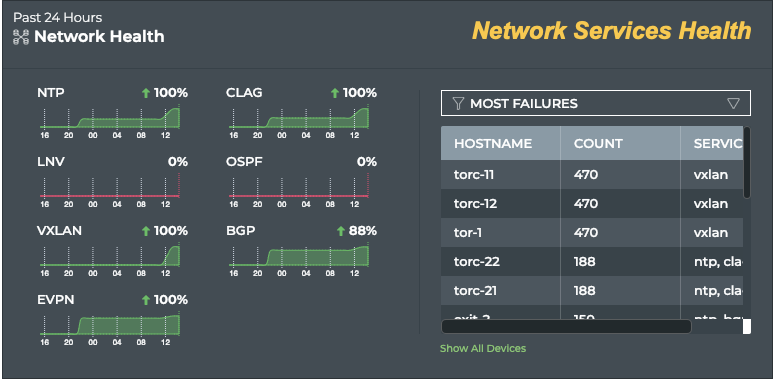 Past 24 Hours
Network Health
Network Services Health
NTP 100%
16 20 00 04 08 12
CLAG 100%
16 20 00 04 08 12
LNV 0%
16 20 00 04 08 12
OSPF 0%
16 20 00 04 08 12
VXLAN 100%
16 20 00 04 08 12
BGP 88%
16 20 00 04 08 12
EVPN 100%
16 20 00 04 08 12
MOST FAILURES
HOSTNAME COUNT SERVIC
torc-11 470 vxlan
torc-12 470 vxlan
tor-1 470 vxlan
torc-22 188 ntp, cla
torc-21 188 ntp, cla
Show All Devices